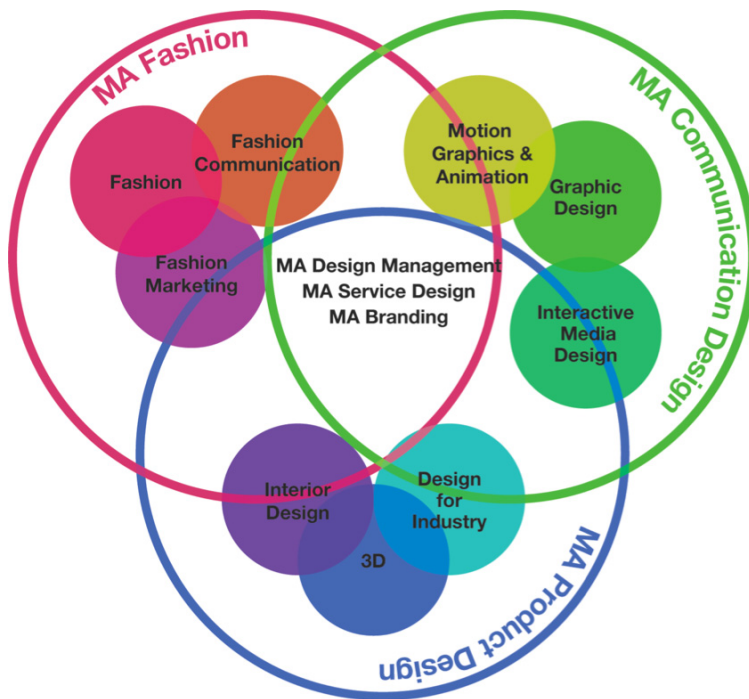 MA Fashion
MA Communication Design
Fashion
Communication
Fashion
Fashion
Marketing
Motion
Graphics &
Animation
Graphic
Design
Interactive
Media
Design
MA Design Management
MA Service Design
MA Branding
Interior
Design
Design
for
Industry
3D
MA Product Design